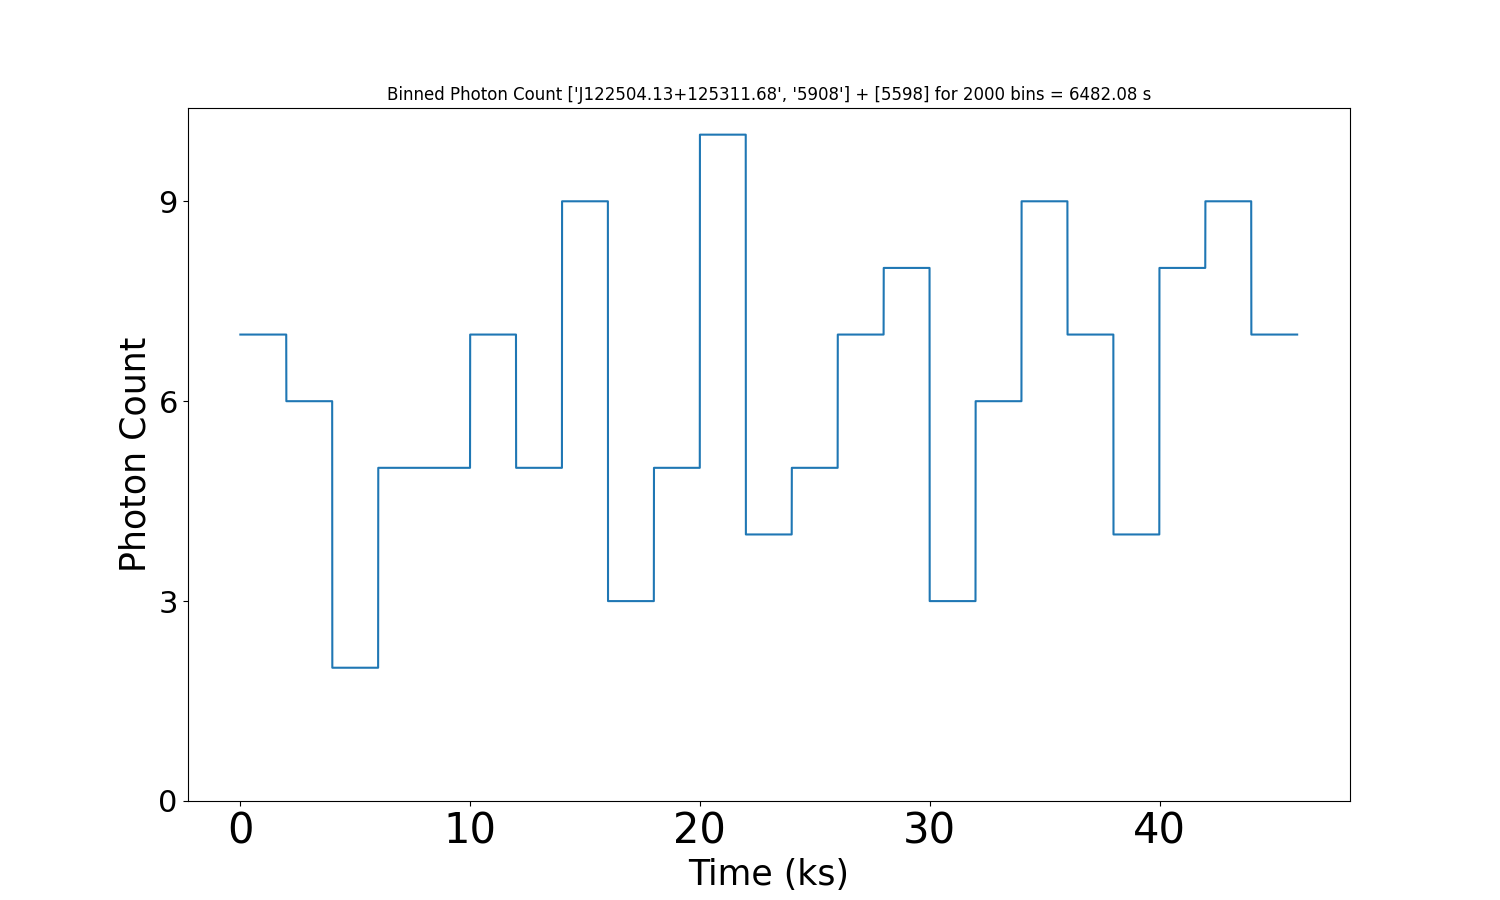 Binned Photon Count ['J122504.13+125311.68', '5908'] + [5598] for 2000 bins = 6482.08 s
9
6
3
0
Photon Count
0 10 20 30 40
Time (ks)